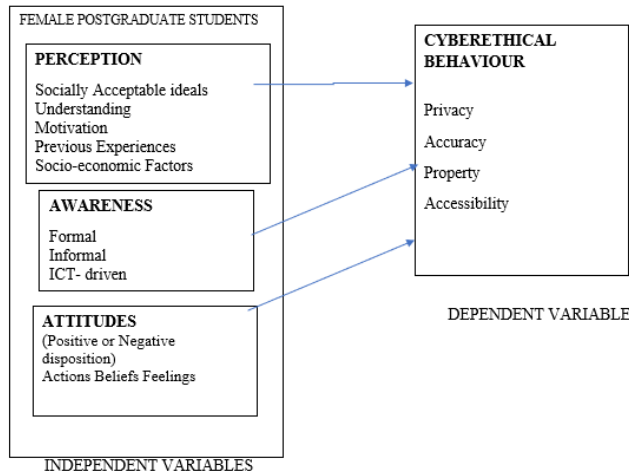 FEMALE POSTGRADUATE STUDENTS
PERCEPTION
Socially Acceptable ideals
Understanding
Motivation
Previous Experiences
Socio-economic Factors
AWARENESS
Formal
Informal
ICT- driven
ATTITUDES
(Positive or Negative
disposition)
Actions Beliefs Feelings
INDEPENDENT VARIABLES
CYBERETHICAL
BEHAVIOUR
Privacy
Accuracy
Property
Accessibility
DEPENDENT VARIABLE